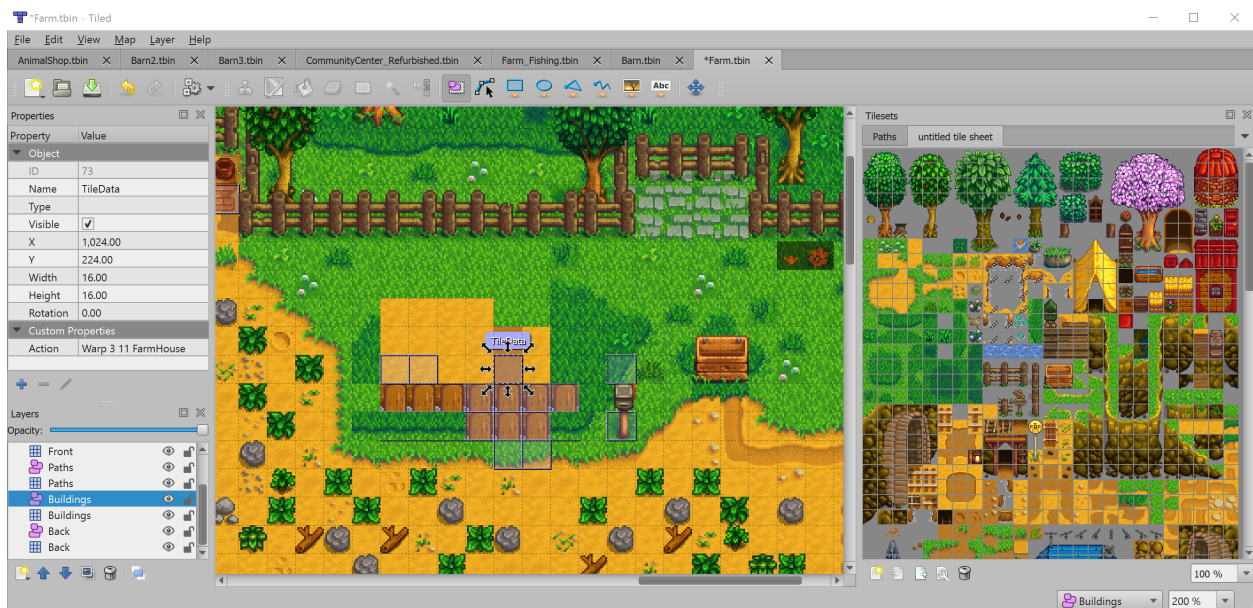 *Farm.tbin - Tiled
File Edit View Map Layer Help
AnimalShop.tbin Barn2.tbin Barn3.tbin CommunityCenter_Refurbished.tbin Farm_Fishing.tbin Barn.tbin *Farm.tbin
Abc
Properties
Property Value
Object
ID 73
Name TileData
Type
Visible
X 1,024.00
Y 224.00
Width 16.00
Height 16.00
Rotation 0.00
Custom Properties
Action Warp 3 11 FarmHouse
Layers
Opacity:
Front
Paths
Paths
Buildings
Buildings
Back
Back
TileData
Tilesets
Paths untitled tile sheet
100 %
Buildings 200 %